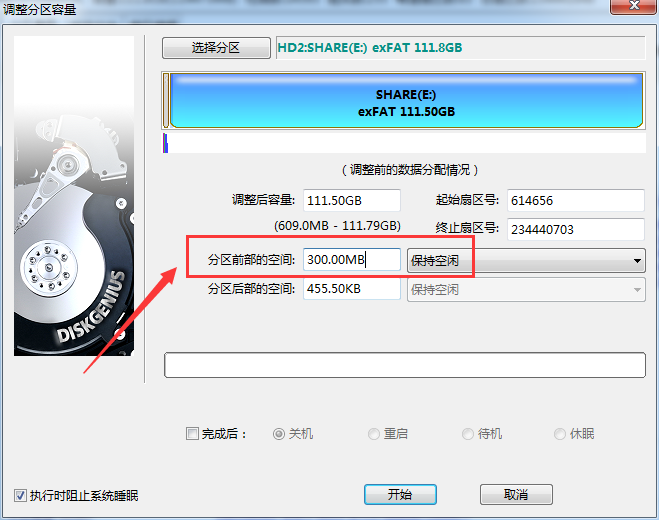 调整分区容量
选择分区
HD2:SHARE(E:) exFAT 111.8GB
SHARE(E:)
exFAT 111.50GB
（调整前的数据分配情况）
调整后容量: 111.50GB 起始扇区号: 614656
(609.0MB - 111.79GB) 终止扇区号: 234440703
分区前部的空间: 300.00MB 保持空闲
分区后部的空间: 455.50KB 保持空闲
DISKGENIUS
完成后： 关机 重启 待机 休眠
执行时阻止系统睡眠 开始 取消